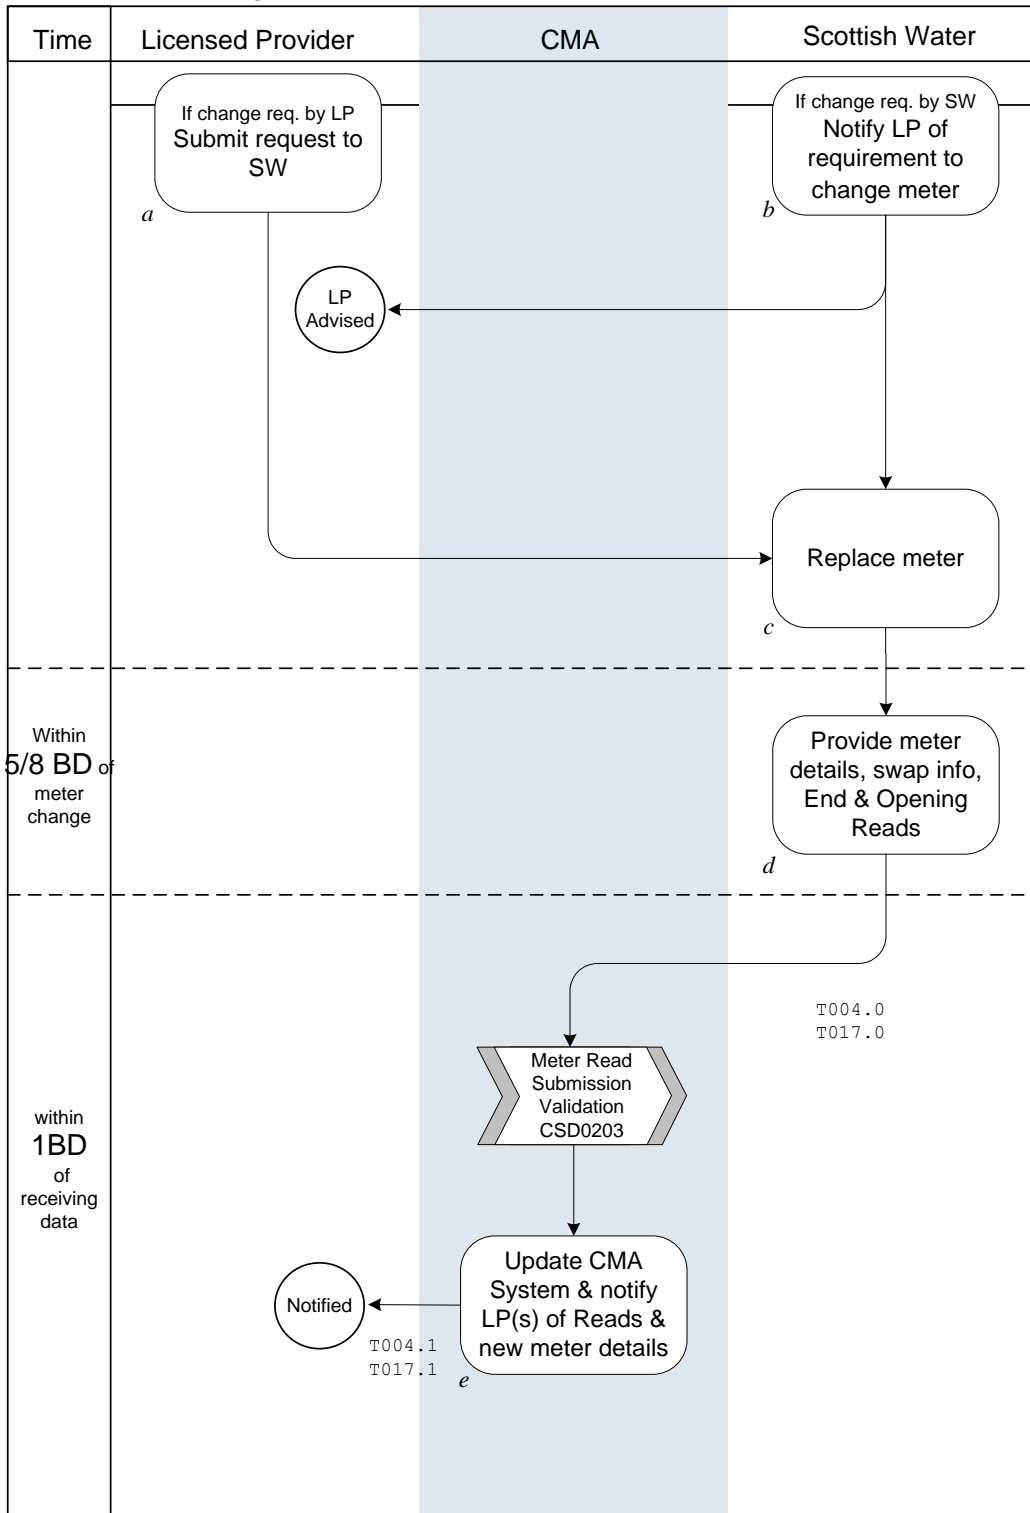 Time
Licensed Provider
CMA
Scottish Water
If change req. by LP
Submit request to
SW
a
If change req. by SW
Notify LP of
requirement to
change meter
b
LP
Advised
Replace meter
c
Within
5/8 BD of
meter
change
Provide meter
details, swap info,
End & Opening
Reads
d
T004.0
T017.0
within
1BD
of
receiving
data
Meter Read
Submission
Validation
CSD0203
Update CMA
System & notify
LP(s) of Reads &
new meter details
e
Notified
T004.1
T017.1